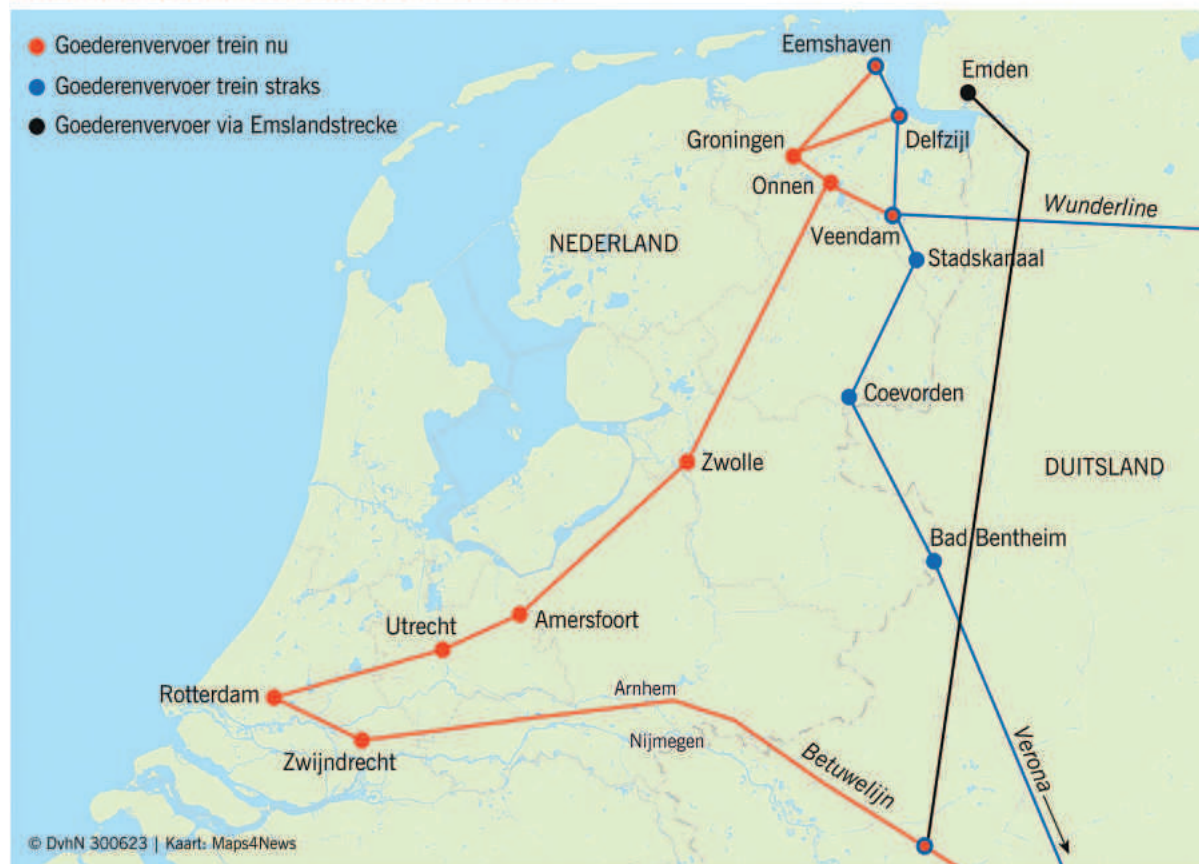 Goederenvervoer trein nu
Goederenvervoer trein straks
Goederenvervoer via Emslandstrecke
Eemshaven
Emden
Groningen
Delfzijl
Onnen
Wunderline
Veendam
NEDERLAND
Stadskanaal
Coevorden
Zwolle
DUITSLAND
Bad Bentheim
Amersfoort
Utrecht
Rotterdam
Arnhem
Nijmegen
Zwijndrecht
Betuwelijn
Verona
© DvhN 300623 | Kaart: Maps4News